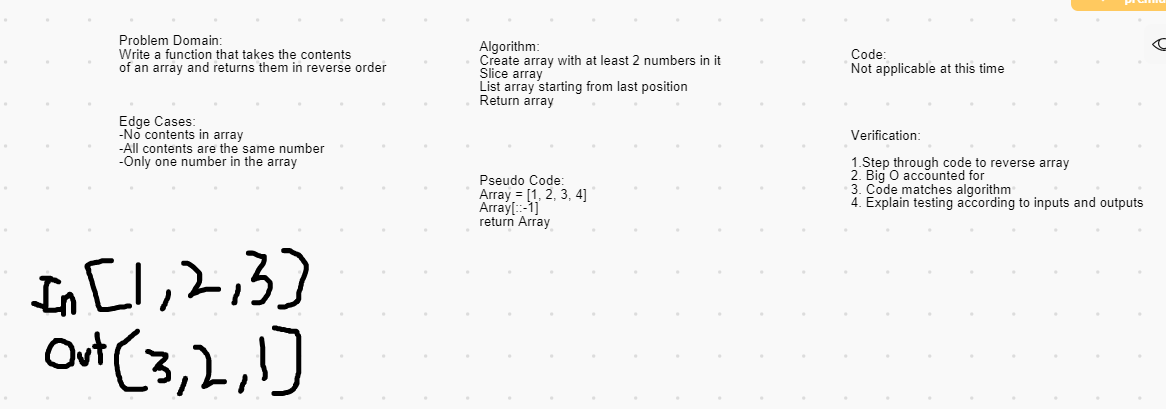 Problem Domain:
Write a function that takes the contents
of an array and returns them in reverse order
Edge Cases:
-No contents in array
-All contents are the same number
-Only one number in the array
In [1,2,3]
Out [3,2,1]
Algorithm:
Create array with at least 2 numbers in it
Slice array
List array starting from last position
Return array
Pseudo Code:
Array = [1, 2, 3, 4]
Array[::-1]
return Array
Code:
Not applicable at this time
Verification:
1.Step through code to reverse array
2. Big O accounted for
3. Code matches algorithm
4. Explain testing according to inputs and outputs